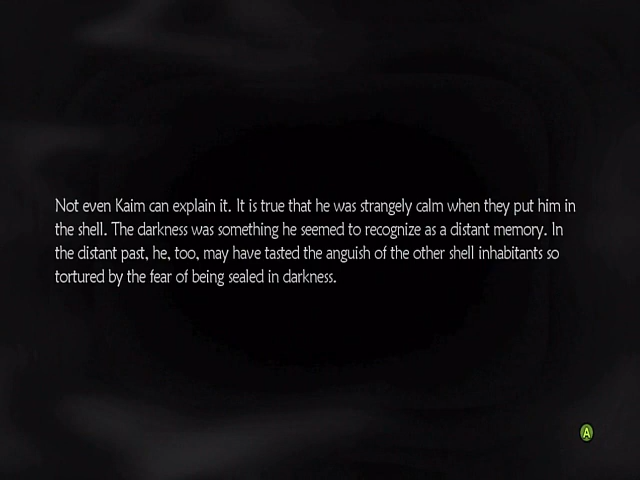 Not even Kaim can explain it. It is true that he was strangely calm when they put him in
the shell. The darkness was something he seemed to recognize as a distant memory. In
the distant past, he, too, may have tasted the anguish of the other shell inhabitants so
tortured by the fear of being sealed in darkness.
A